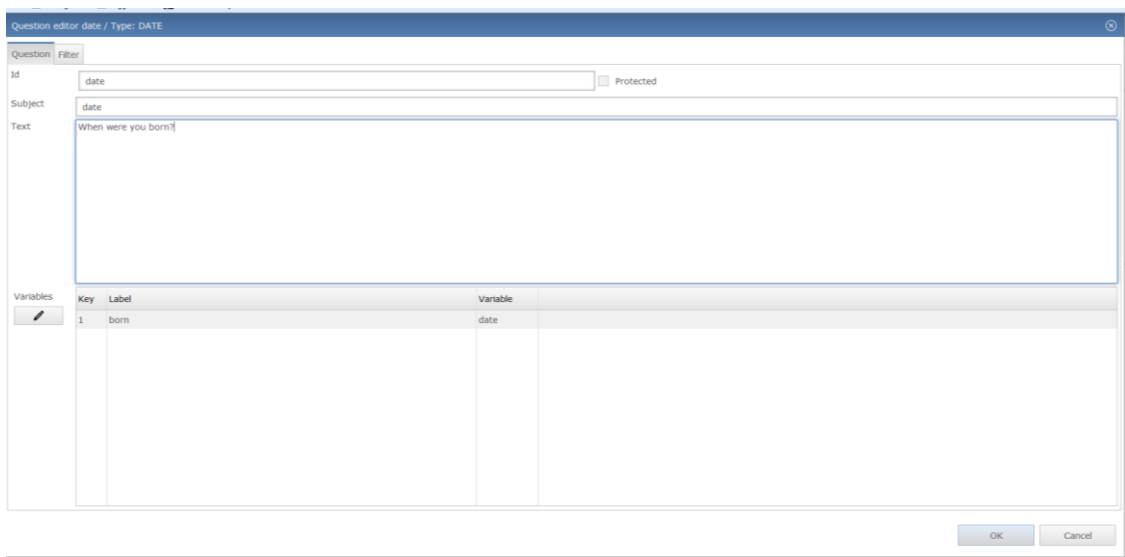 Question editor date / Type: DATE
Question Filter
Id date Protected
Subject date
Text When were you born?
Variables Key Label Variable
1 born date
OK Cancel